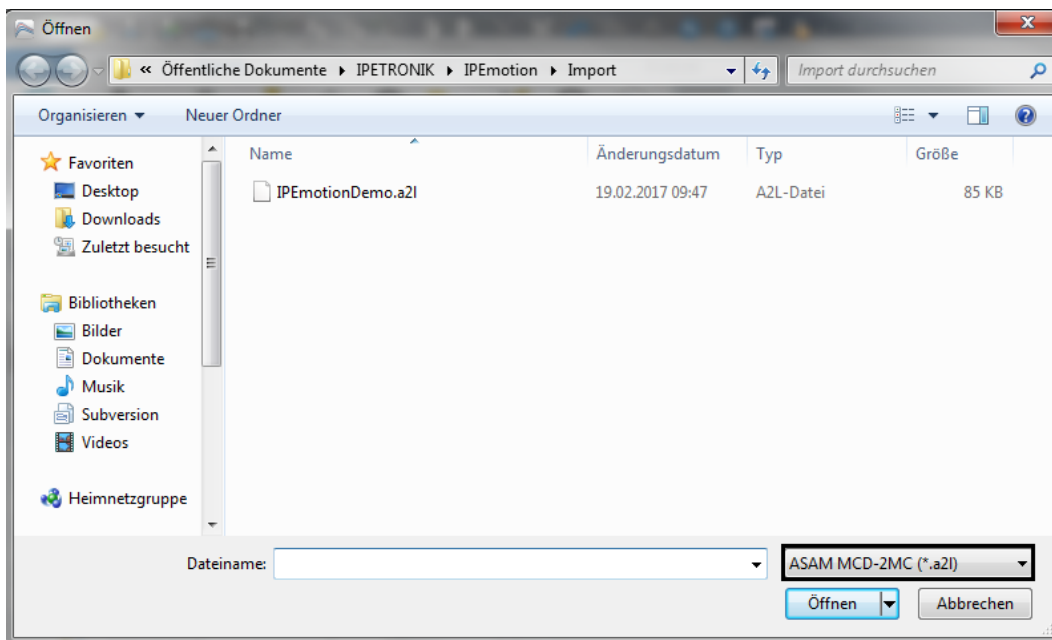 Öffnen
« Öffentliche Dokumente ▸ IPETRONIK ▸ IPEmotion ▸ Import
Import durchsuchen
Organisieren
Neuer Ordner
Name
Änderungsdatum
Typ
Größe
IPEmotionDemo.a2l
19.02.2017 09:47
A2L-Datei
85 KB
Favoriten
Desktop
Downloads
Zuletzt besucht
Bibliotheken
Bilder
Dokumente
Musik
Subversion
Videos
Heimnetzgruppe
Dateiname:
ASAM MCD-2MC (*.a2l)
Öffnen
Abbrechen